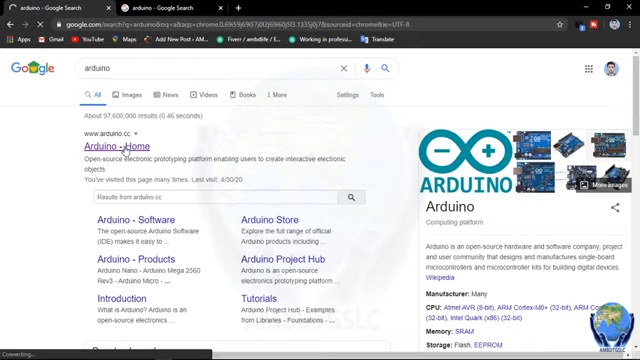 arduino - Google Search
arduino - Google Search
google.com/search?q=arduino&oq=a&aqs=chrome.0.69i59j69i57j0l2j69i60j5l3.1335j0j7&sourceid=chrome&ie=UTF-8
Apps
Gmail
YouTube
Maps
Add New Post - AM...
Fiverr / ambdlife
Working in professio...
Translate
Google
arduino
All
Images
News
Videos
Books
More
Settings
Tools
About 97,600,000 results (0.46 seconds)
www.arduino.cc
Arduino - Home
Open-source electronic prototyping platform enabling users to create interactive electronic
objects.
You've visited this page many times. Last visit: 4/30/20
Results from arduino.cc
Arduino - Software
The open-source Arduino Software
(IDE) makes it easy to ...
Arduino Store
Explore the full range of official
Arduino products including ...
Arduino - Products
Arduino Nano - Arduino Mega 2560
Rev3 - Arduino Micro - ...
Arduino Project Hub
Arduino is an open-source
electronics prototyping platform ...
Introduction
What is Arduino? Arduino is an
open-source electronic ...
Tutorials
Arduino Project Hub - Examples
from Libraries - Foundations - ...
ARDUINO
More images
Arduino
Computing platform
Arduino is an open-source hardware and software company, project
and user community that designs and manufactures single-board
microcontrollers and microcontroller kits for building digital devices.
Wikipedia
Manufacturer: Many
CPU: Atmel AVR (8-bit), ARM Cortex-M0+ (32-bit), ARM Cort
(32-bit), Intel Quark (x86) (32-bit)
Memory: SRAM
Storage: Flash, EEPROM
AMBDTGSLC
Connecting...